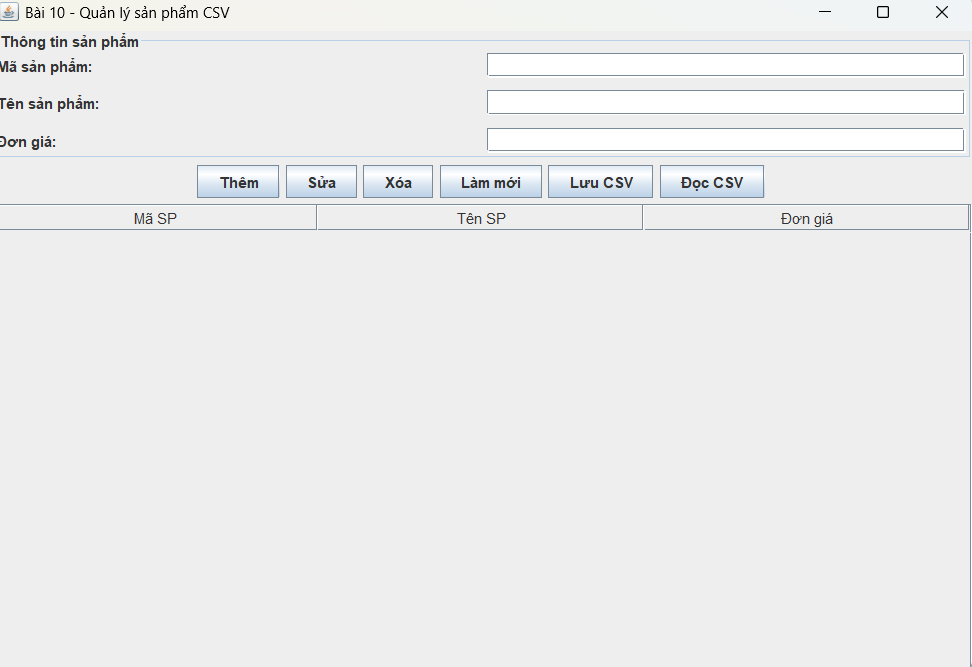 Bài 10 - Quản lý sản phẩm CSV
Thông tin sản phẩm
Mã sản phẩm:
Tên sản phẩm:
Đơn giá:
Thêm Sửa Xóa Làm mới Lưu CSV Đọc CSV
Mã SP Tên SP Đơn giá